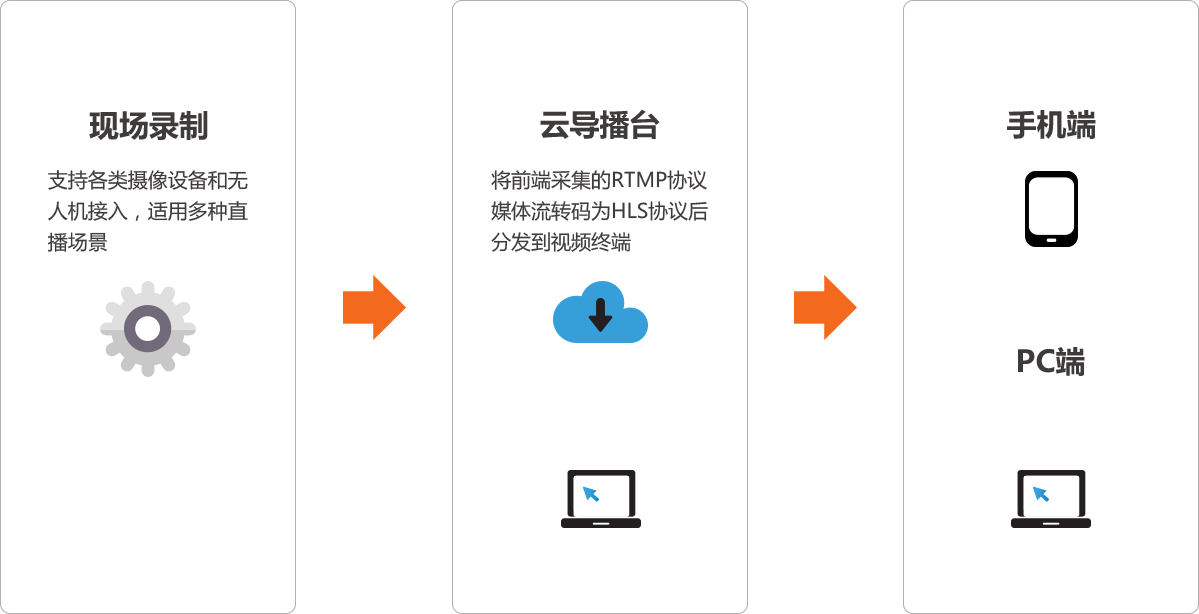 现场录制
支持各类摄像设备和无
人机接入，适用多种直
播场景
云导播台
将前端采集的RTMP协议
媒体流转码为HLS协议后
分发到视频终端
手机端
PC端